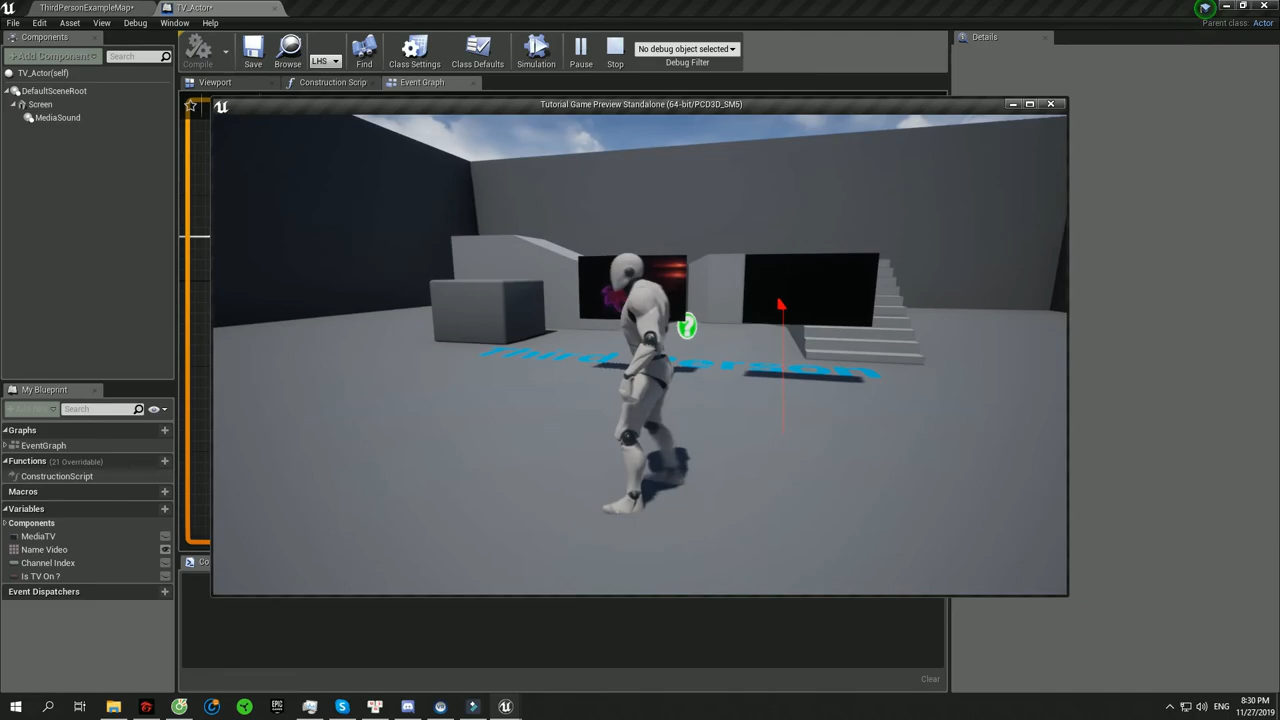 ThirdPersonExampleMap*
TV_Actor*
File Edit Asset View Debug Window Help
Parent class: Actor
Components
+Add Component
Search
TV_Actor(self)
DefaultSceneRoot
Screen
MediaSound
Compile
Save
Browse
LHS
Find
Class Settings
Class Defaults
Simulation
Pause
Stop
No debug object selected
Debug Filter
Details
Viewport
Construction Scrip
Event Graph
Tutorial Game Preview Standalone (64-bit/PCD3D_SM5)
Third Person
My Blueprint
Search
Graphs
EventGraph
Functions (21 Overridable)
ConstructionScript
Macros
Variables
Components
MediaTV
Name Video
Channel Index
Is TV On ?
Event Dispatchers
Co
Clear
EPIC
ENG
8:30 PM
11/27/2019